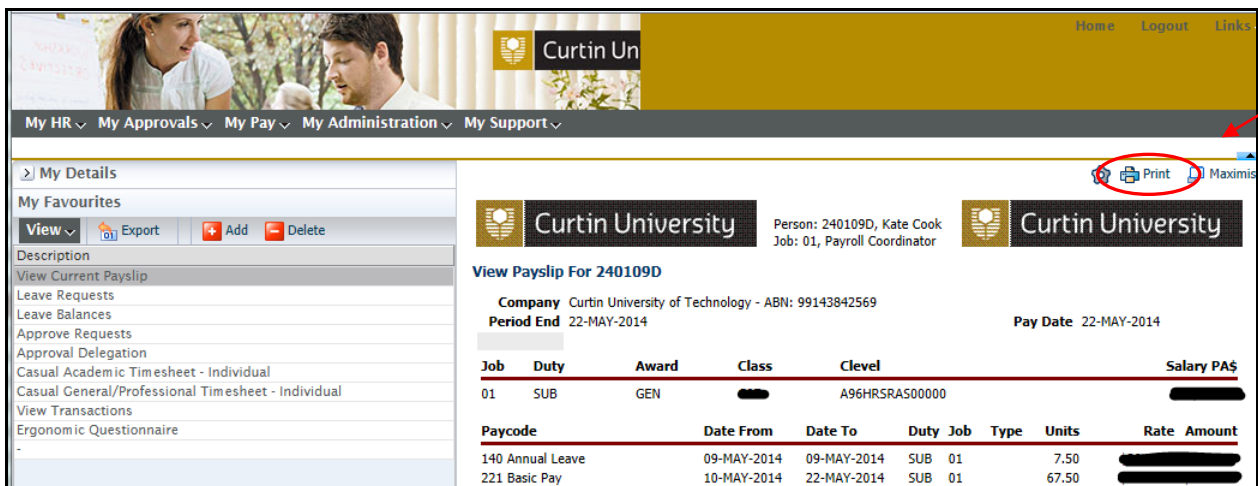 Home Logout Links
Curtin Un
My HR My Approvals My Pay My Administration My Support
My Details
Print Maximis
My Favourites
View Export Add Delete
Curtin University
Person: 240109D, Kate Cook
Job: 01, Payroll Coordinator
Curtin University
Description
View Current Payslip
Leave Requests
Leave Balances
Approve Requests
Approval Delegation
Casual Academic Timesheet - Individual
Casual General/Professional Timesheet - Individual
View Transactions
Ergonomic Questionnaire
-
View Payslip For 240109D
Company Curtin University of Technology - ABN: 99143842569
Period End 22-MAY-2014 Pay Date 22-MAY-2014
Job Duty Award Class Clevel Salary PA$
01 SUB GEN A96HRSRAS00000
Paycode Date From Date To Duty Job Type Units Rate Amount
140 Annual Leave 09-MAY-2014 09-MAY-2014 SUB 01 7.50
221 Basic Pay 10-MAY-2014 22-MAY-2014 SUB 01 67.50